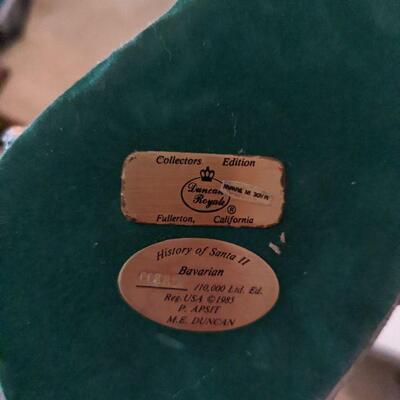 Collectors Edition
Duncan
Royale
®
Fullerton, California
History of Santa II
Bavarian
/10,000 Ltd. Ed.
Reg. USA © 1985
P. APSIT
M.E. DUNCAN